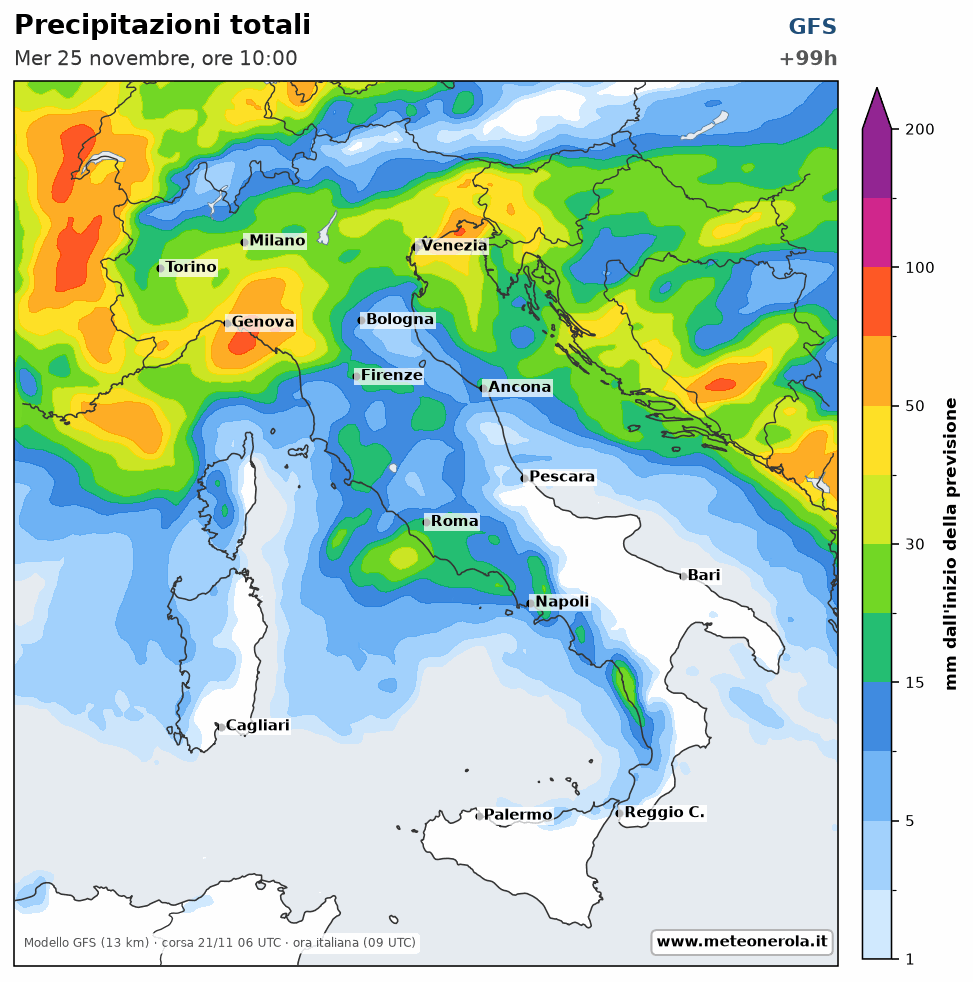 Precipitazioni totali
GFS
Mer 25 novembre, ore 10:00
+99h
200
100
50
30
15
5
1
mm dall'inizio della previsione
Milano
Venezia
Torino
Genova
Bologna
Firenze
Ancona
Pescara
Roma
Bari
Napoli
Cagliari
Palermo
Reggio C.
Modello GFS (13 km) · corsa 21/11 06 UTC · ora italiana (09 UTC)
www.meteonerola.it